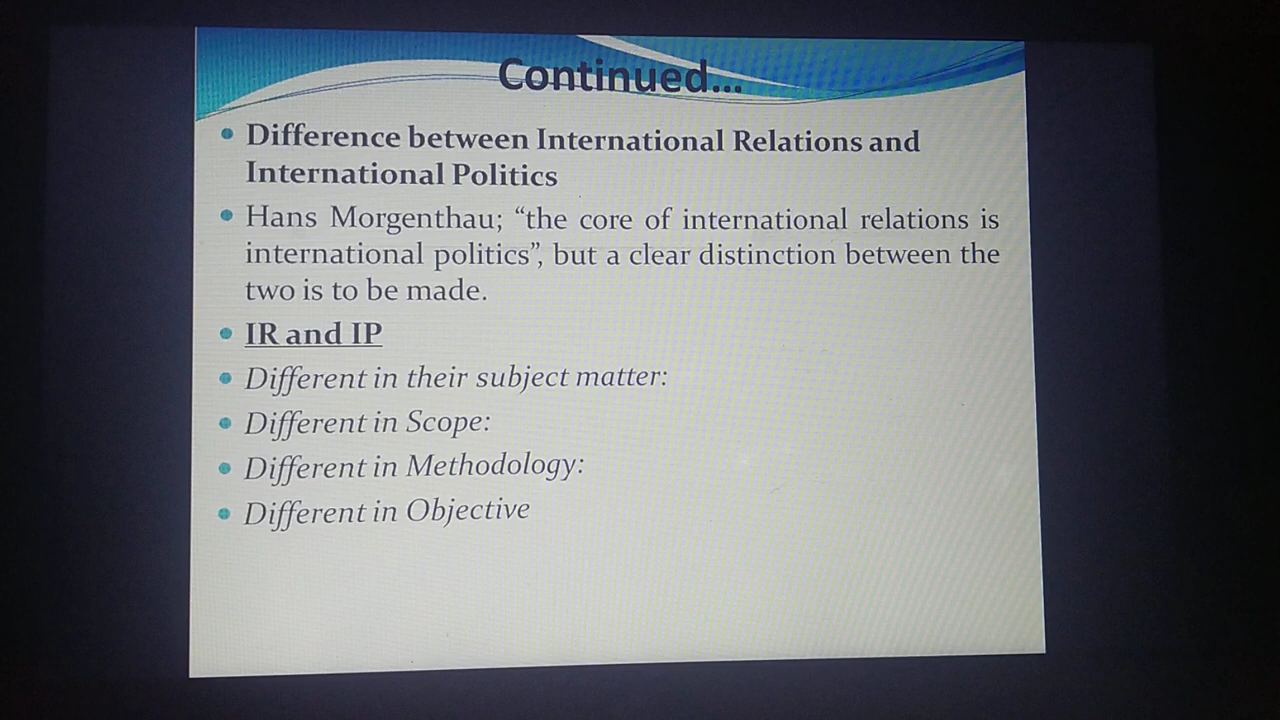 Continued...
Difference between International Relations and
International Politics
Hans Morgenthau; “the core of international relations is
international politics”, but a clear distinction between the
two is to be made.
IR and IP
Different in their subject matter:
Different in Scope:
Different in Methodology:
Different in Objective